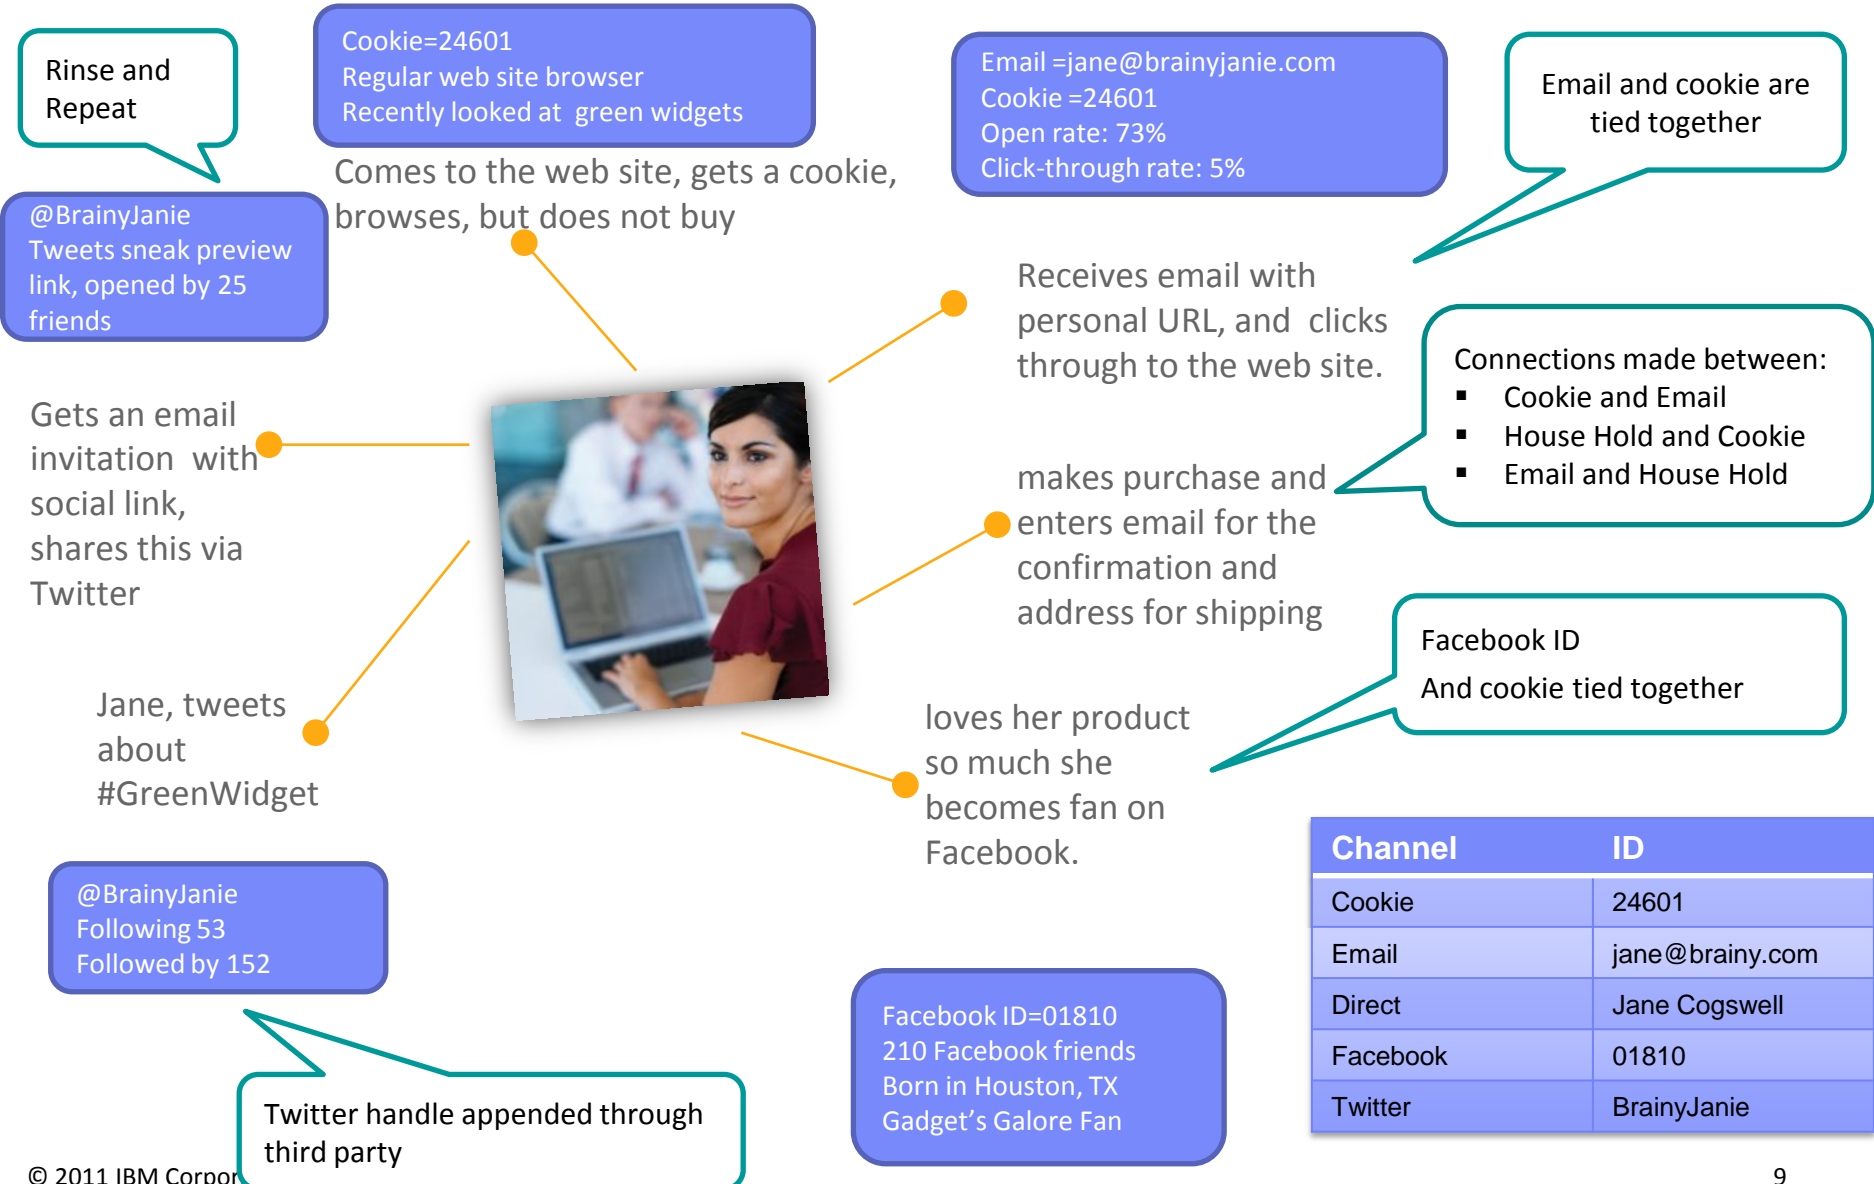 Rinse and
Repeat
Cookie=24601
Regular web site browser
Recently looked at green widgets
Comes to the web site, gets a cookie,
browses, but does not buy
Email =jane@brainyjanie.com
Cookie =24601
Open rate: 73%
Click-through rate: 5%
Email and cookie are
tied together
@BrainyJanie
Tweets sneak preview
link, opened by 25
friends
Receives email with
personal URL, and clicks
through to the web site.
Connections made between:
▪ Cookie and Email
▪ House Hold and Cookie
▪ Email and House Hold
Gets an email
invitation with
social link,
shares this via
Twitter
makes purchase and
enters email for the
confirmation and
address for shipping
Facebook ID
And cookie tied together
Jane, tweets
about
#GreenWidget
loves her product
so much she
becomes fan on
Facebook.
@BrainyJanie
Following 53
Followed by 152
Facebook ID=01810
210 Facebook friends
Born in Houston, TX
Gadget's Galore Fan
Channel ID
Cookie 24601
Email jane@brainy.com
Direct Jane Cogswell
Facebook 01810
Twitter BrainyJanie
Twitter handle appended through
third party
© 2011 IBM Corpor
9